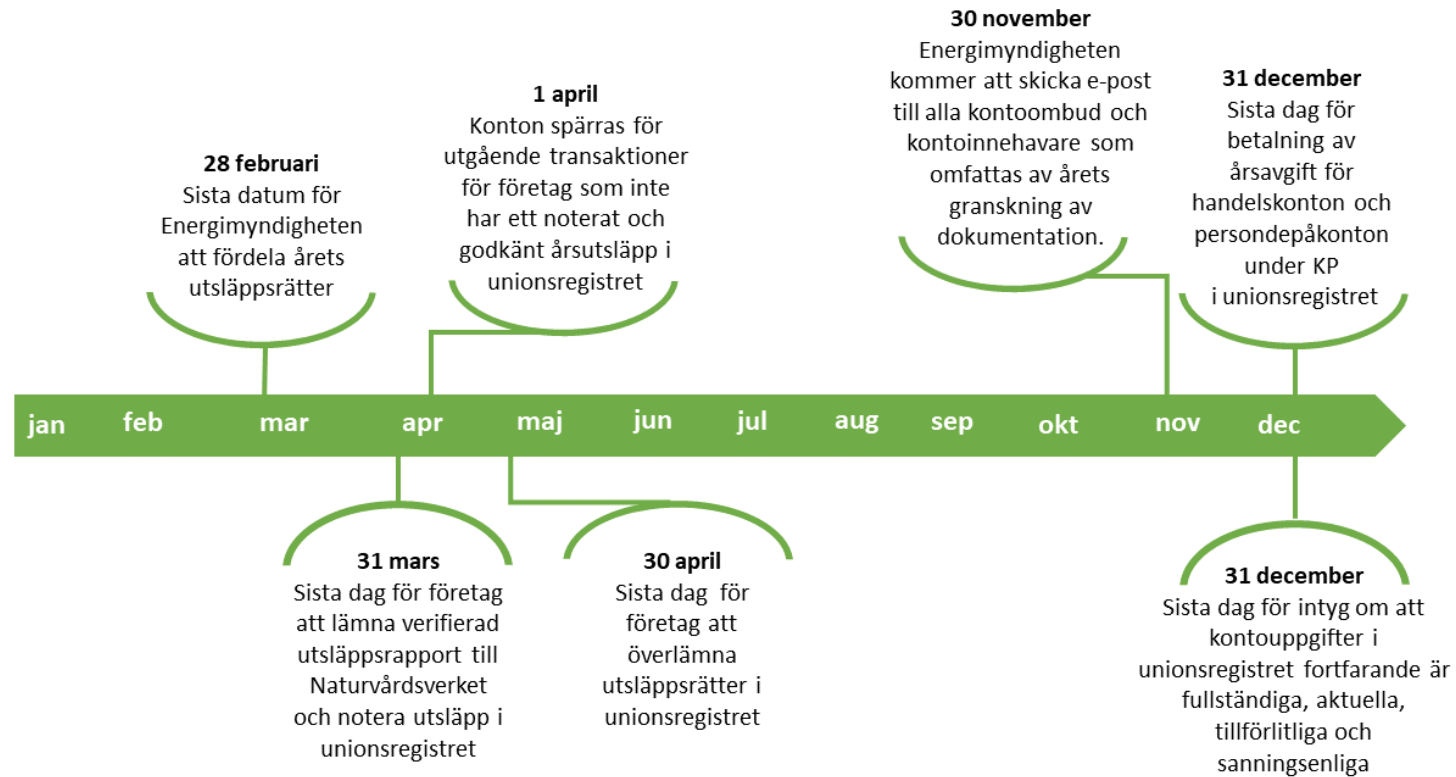 28 februari
Sista datum för
Energimyndigheten
att fördela årets
utsläppsrätter
1 april
Konton spärras för
utgående transaktioner
för företag som inte
har ett noterat och
godkänt årsutsläpp i
unionsregistret
30 november
Energimyndigheten
kommer att skicka e-post
till alla kontoombud och
kontoinnehavare som
omfattas av årets
granskning av
dokumentation.
31 december
Sista dag för
betalning av
årsavgift för
handelskonton och
persondepåkonton
under KP
i unionsregistret
jan feb mar apr maj jun jul aug sep okt nov dec
31 mars
Sista dag för företag
att lämna verifierad
utsläppsrapport till
Naturvårdsverket
och notera utsläpp i
unionsregistret
30 april
Sista dag för
företag att
överlämna
utsläppsrätter i
unionsregistret
31 december
Sista dag för intyg om att
kontouppgifter i
unionsregistret fortfarande är
fullständiga, aktuella,
tillförlitliga och
sanningsenliga